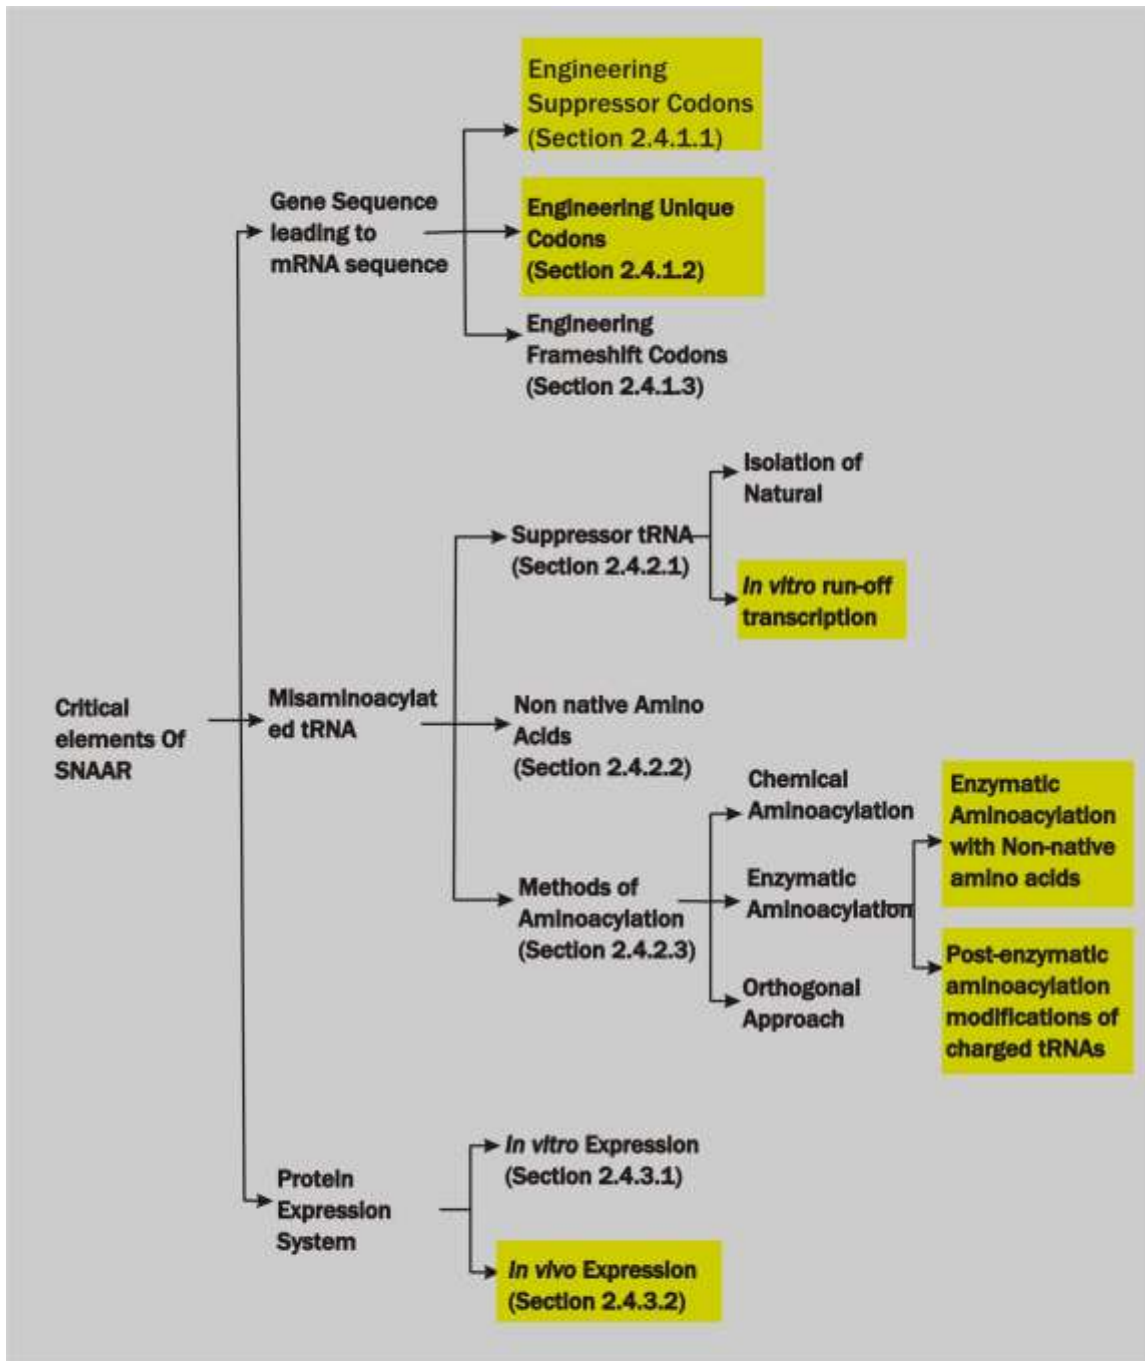 Engineering
Suppressor Codons
(Section 2.4.1.1)
Gene Sequence
leading to
mRNA sequence
Engineering Unique
Codons
(Section 2.4.1.2)
Engineering
Frameshift Codons
(Section 2.4.1.3)
Isolation of
Natural
Suppressor tRNA
(Section 2.4.2.1)
In vitro run-off
transcription
Critical
elements Of
SNAAR
Misaminoacylat
ed tRNA
Non native Amino
Acids
(Section 2.4.2.2)
Chemical
Aminoacylation
Enzymatic
Aminoacylation
with Non-native
amino acids
Methods of
Aminoacylation
(Section 2.4.2.3)
Enzymatic
Aminoacylation
Post-enzymatic
aminoacylation
modifications of
charged tRNAs
Orthogonal
Approach
Protein
Expression
System
In vitro Expression
(Section 2.4.3.1)
In vivo Expression
(Section 2.4.3.2)